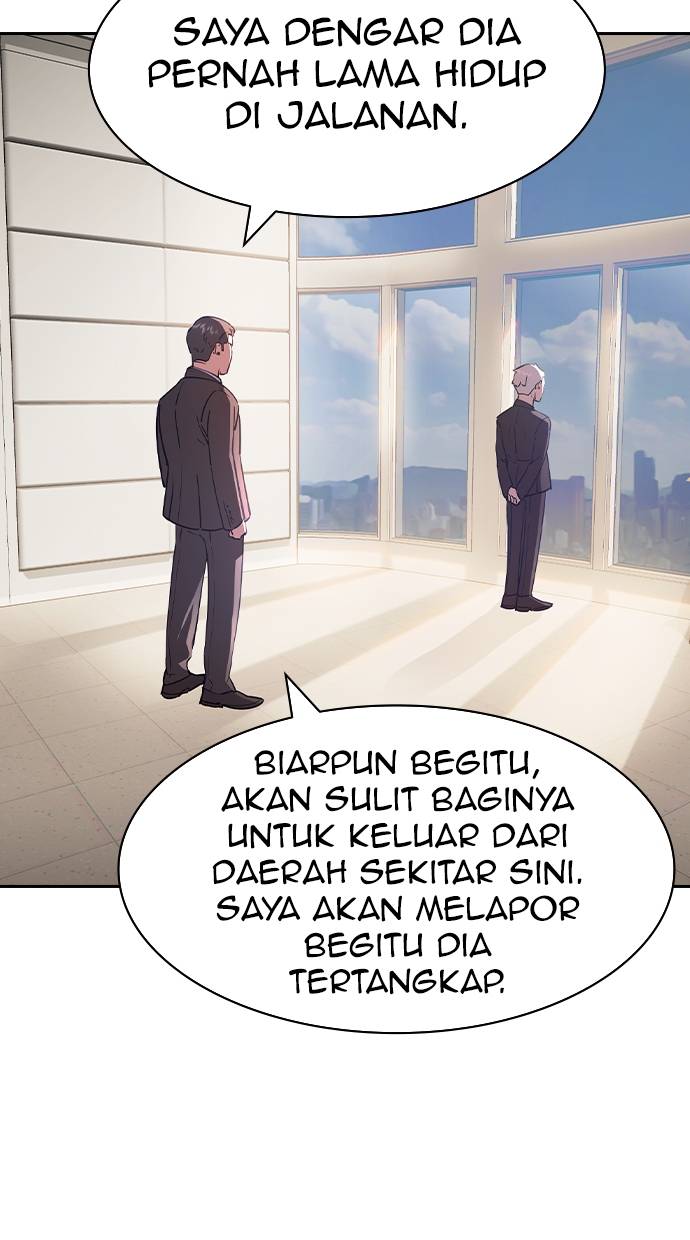 SAYA DENGAR DIA
PERNAH LAMA HIDUP
DI JALANAN.
BIARPUN BEGITU,
AKAN SULIT BAGINYA
UNTUK KELUAR DARI
DAERAH SEKITAR SINI.
SAYA AKAN MELAPOR
BEGITU DIA
TERTANGKAP.